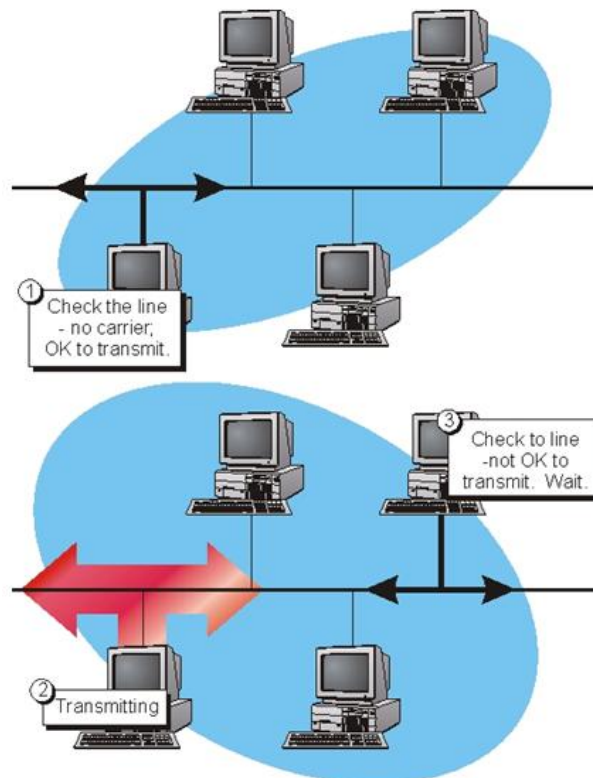 1
Check the line
- no carrier;
OK to transmit.
3
Check to line
-not OK to
transmit. Wait.
2
Transmitting